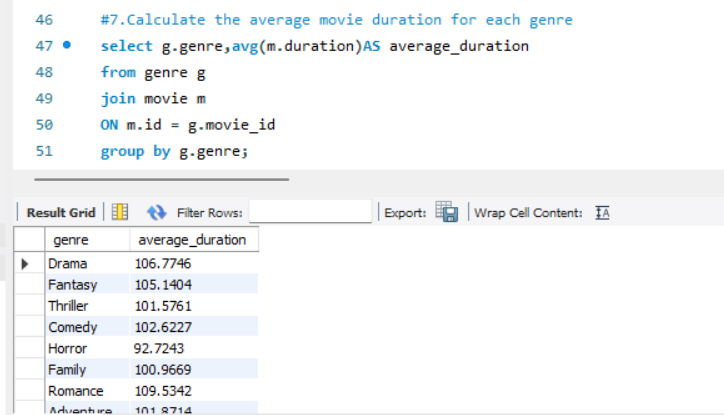 46 #7.Calculate the average movie duration for each genre
47 select g.genre,avg(m.duration)AS average_duration
48 from genre g
49 join movie m
50 ON m.id = g.movie_id
51 group by g.genre;
Result Grid Filter Rows: Export: Wrap Cell Content: IA
genre average_duration
Drama 106.7746
Fantasy 105.1404
Thriller 101.5761
Comedy 102.6227
Horror 92.7243
Family 100.9669
Romance 109.5342
Adventure 101.8714